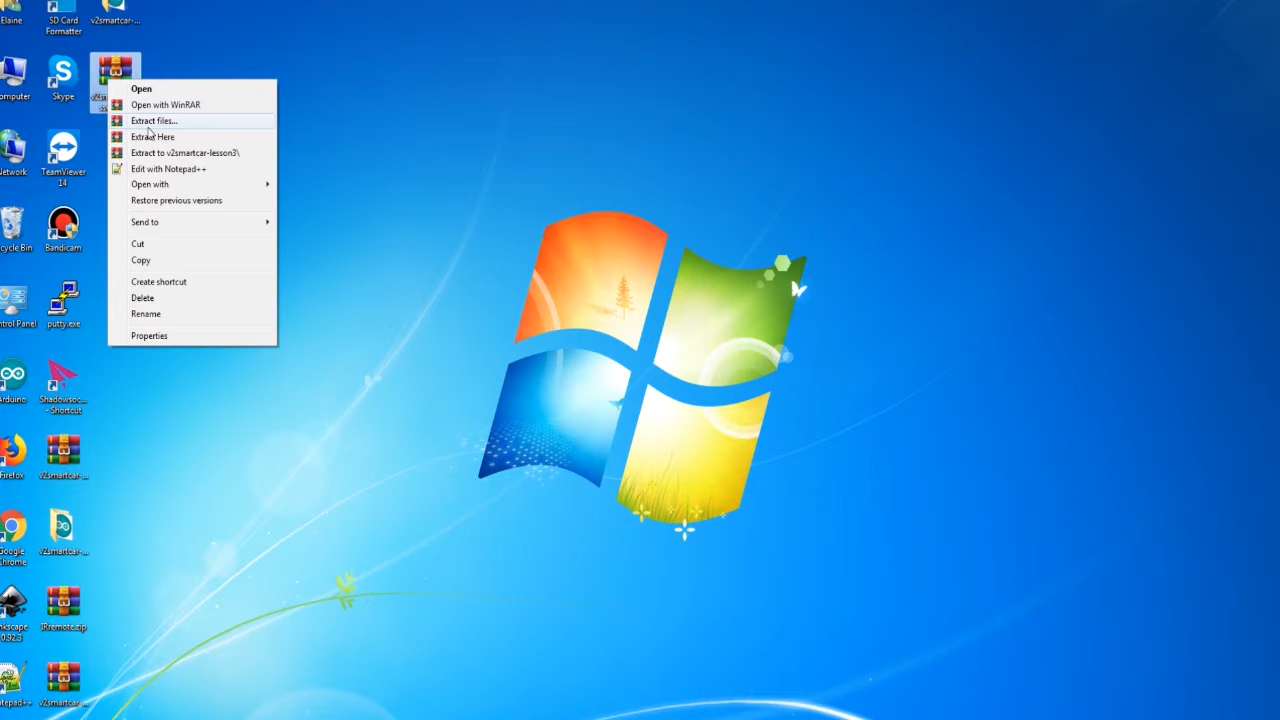 Elaine
SD Card
Formatter
v2smartcar-...
Skype
Open
Open with WinRAR
Extract files...
Extract Here
Extract to v2smartcar-lesson3\
Edit with Notepad++
Open with
Restore previous versions
Send to
Cut
Copy
Create shortcut
Delete
Rename
Properties
omputer
etwork
TeamViewer
14
cycle Bin
Bandicam
ntrol Panel
putty.exe
Arduino
Shadowsoc...
- Shortcut
Firefox
v2smartcar-...
Google
Chrome
v2smartcar-...
nkscape
0.92.3
IRremote.zip
otepad++
v2smartcar-...